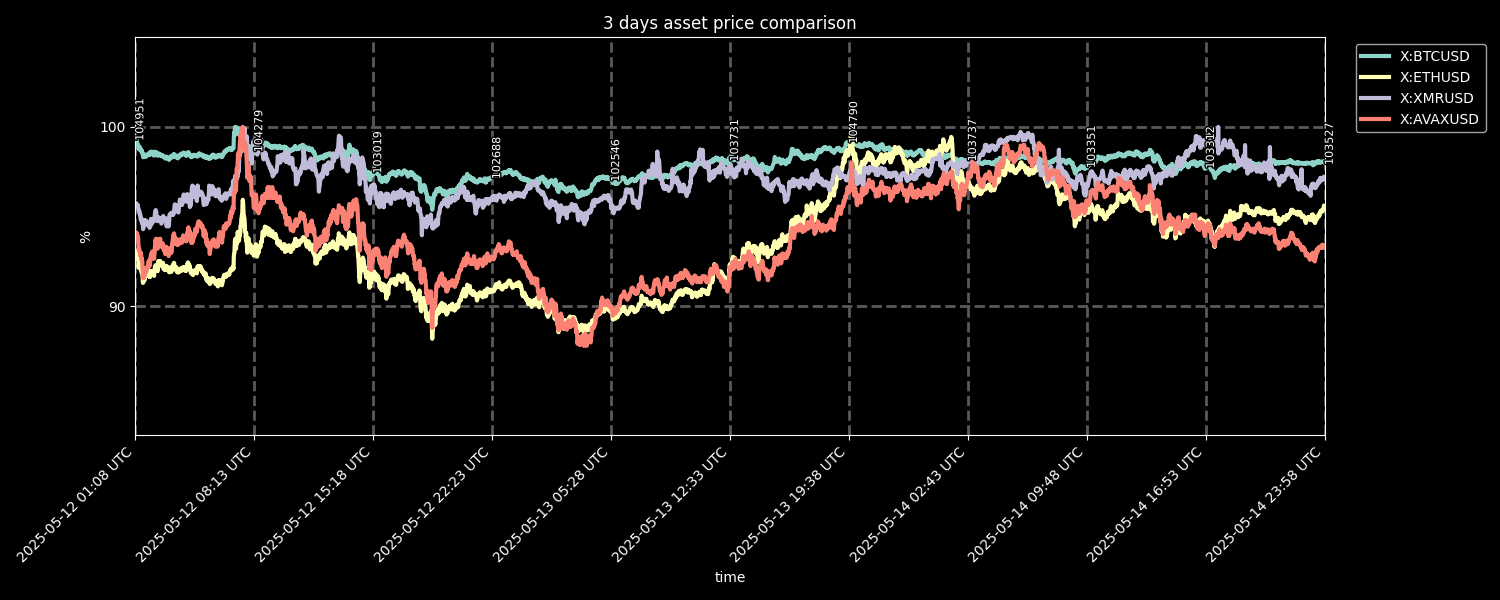 3 days asset price comparison
X:BTCUSD
X:ETHUSD
X:XMRUSD
X:AVAXUSD
104951
104279
103019
102688
102546
103731
104790
103737
103351
103312
103527
100
90
%
2025-05-12 01:08 UTC
2025-05-12 08:13 UTC
2025-05-12 15:18 UTC
2025-05-12 22:23 UTC
2025-05-13 05:28 UTC
2025-05-13 12:33 UTC
2025-05-13 19:38 UTC
2025-05-14 02:43 UTC
2025-05-14 09:48 UTC
2025-05-14 16:53 UTC
2025-05-14 23:58 UTC
time